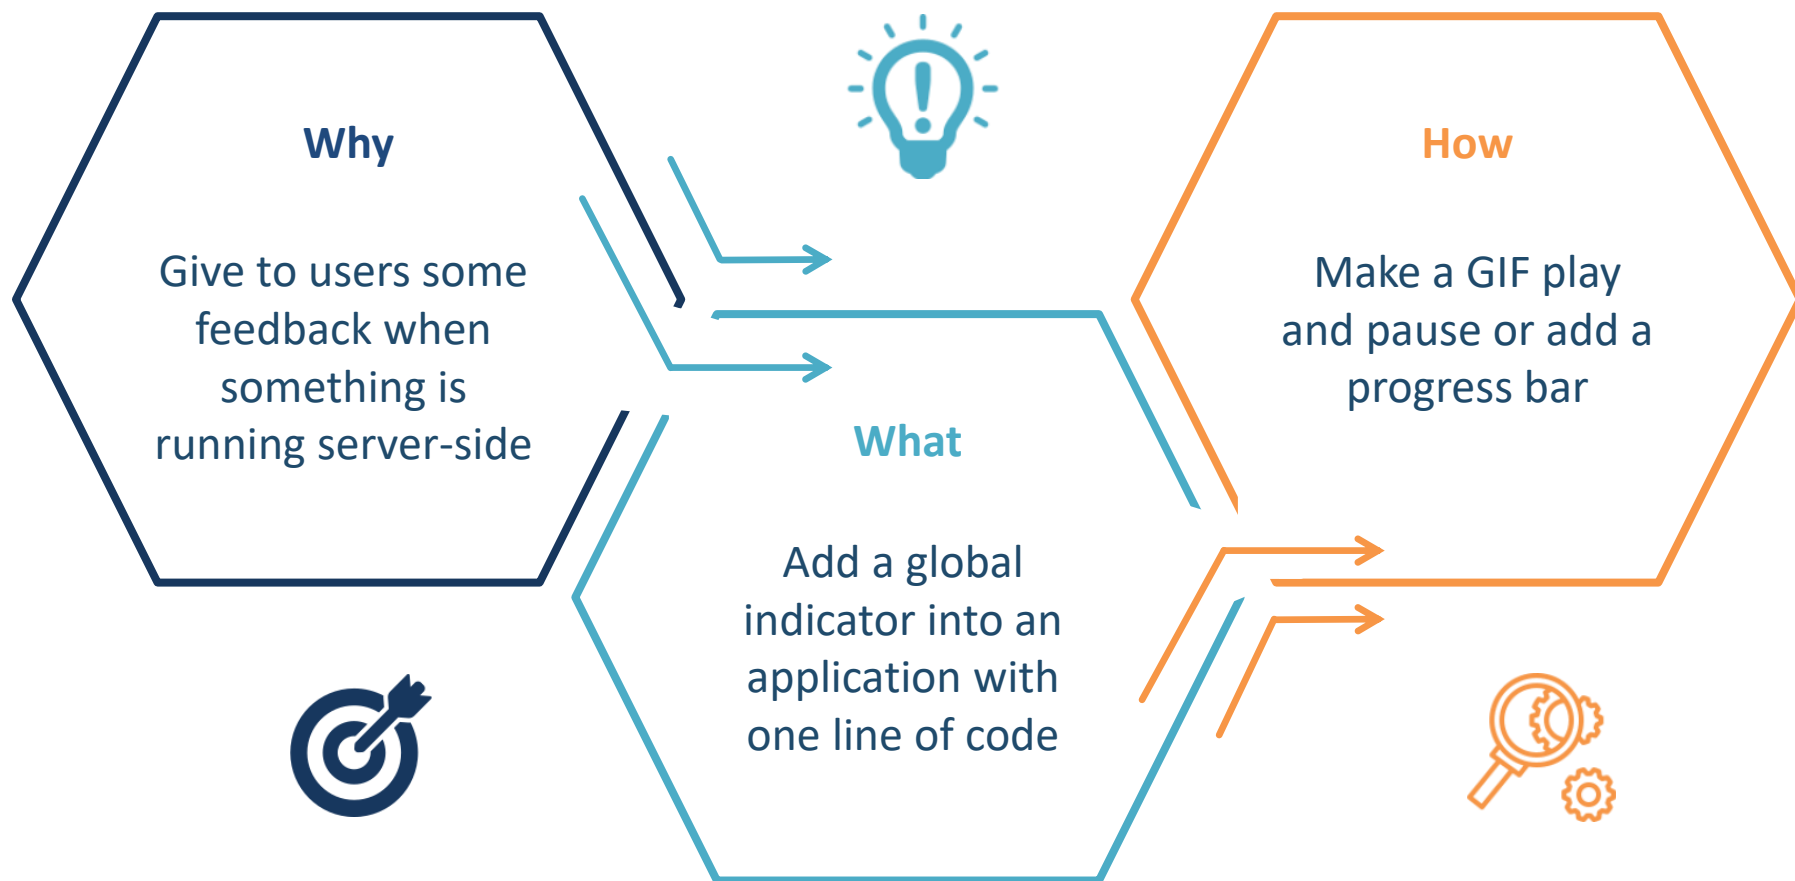 Why
Give to users some
feedback when
something is
running server-side
What
Add a global
indicator into an
application with
one line of code
How
Make a GIF play
and pause or add a
progress bar